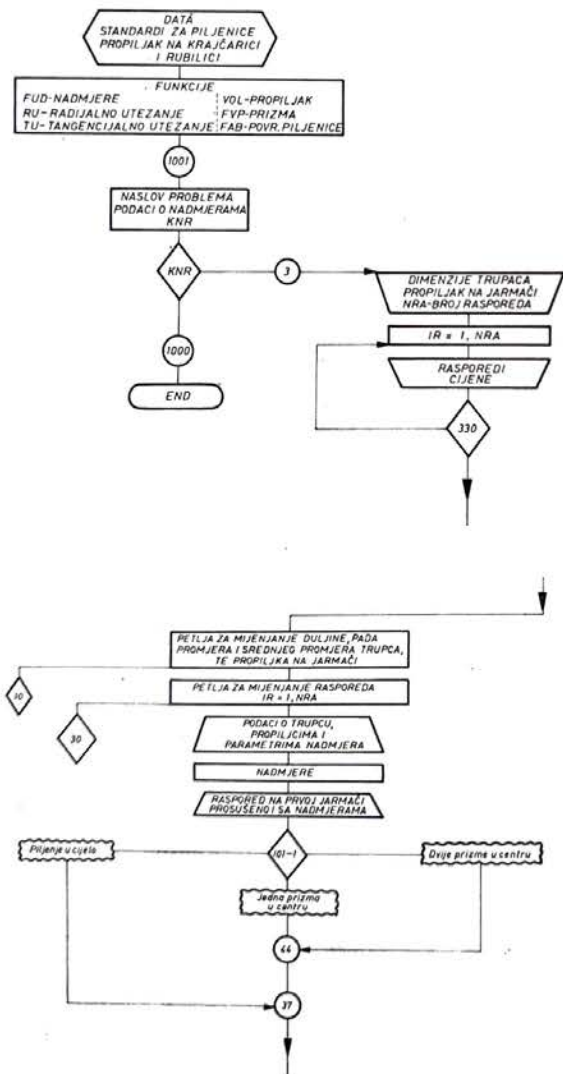 DATA
STANDARDI ZA PILJENICE
PROPILJAK NA KRAJČARICI
I RUBILICI
FUNKCIJE
FUD-NADMJERE
VOL-PROPILJAK
RU-RADIJALNO UTEZANJE
FVP-PRIZMA
TU-TANGENCIJALNO UTEZANJE
FAB-POVR. PILJENICE
1001
NASLOV PROBLEMA
PODACI O NADMJERAMA
KNR
KNR
3
DIMENZIJE TRUPACA
PROPILJAK NA JARMAČI
NRA-BROJ RASPOREDA
IR = 1, NRA
RASPOREDI
CIJENE
330
1000
END
PETLJA ZA MIJENJANJE DULJINE, PADA
PROMJERA I SREDNJEG PROMJERA TRUPCA,
TE PROPILJKA NA JARMAČI
10
PETLJA ZA MIJENJANJE RASPOREDA
IR = 1, NRA
30
PODACI O TRUPCU,
PROPILJCIMA I
PARAMETRIMA NADMJERA
NADMJERE
RASPORED NA PRVOJ JARMAČI
PROSUŠENO I SA NADMJERAMA
Piljenje u cijelo
101-1
Dvije prizme u centru
Jedna prizma
u centru
44
37